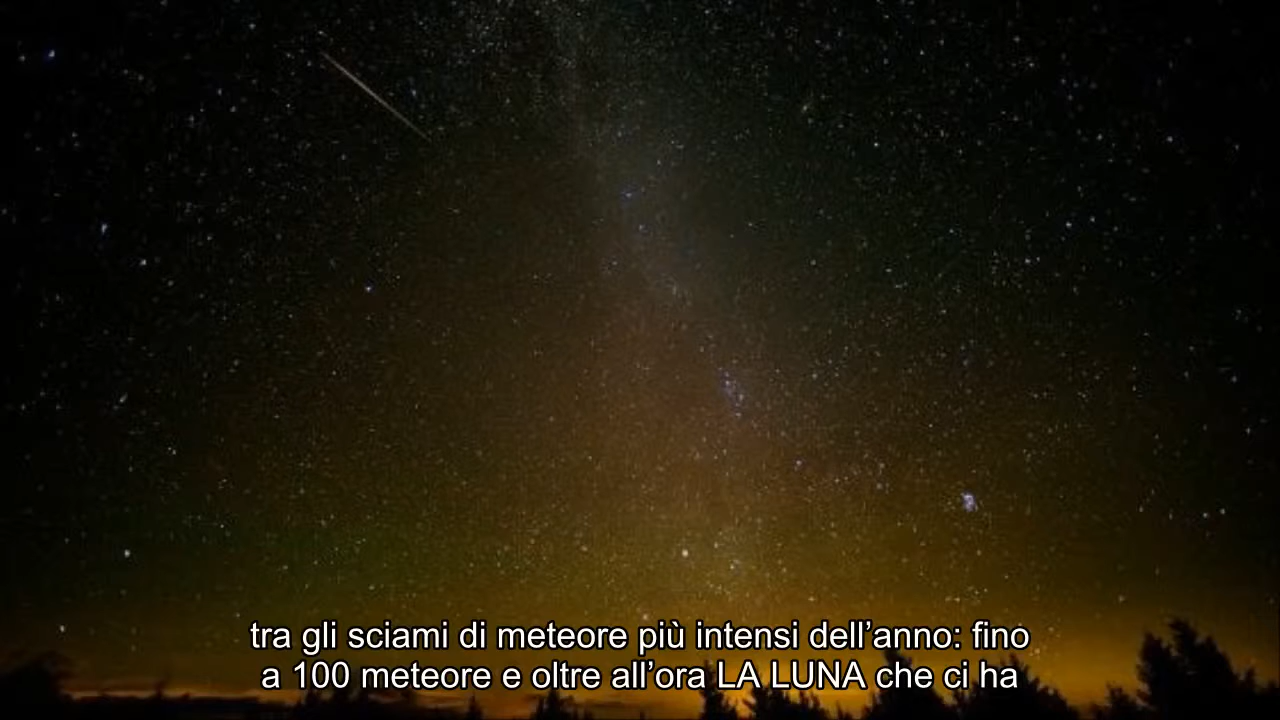 tra gli sciami di meteore più intensi dell’anno: fino
a 100 meteore e oltre all’ora LA LUNA che ci ha